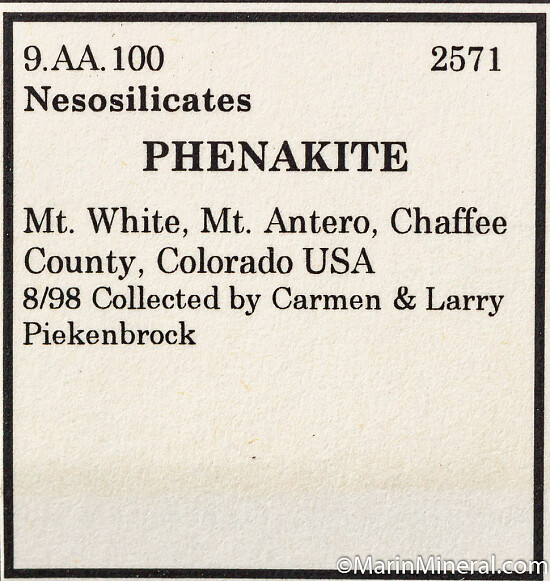 9.AA.100 2571
Nesosilicates
PHENAKITE
Mt. White, Mt. Antero, Chaffee
County, Colorado USA
8/98 Collected by Carmen & Larry
Piekenbrock
©MarinMineral.com